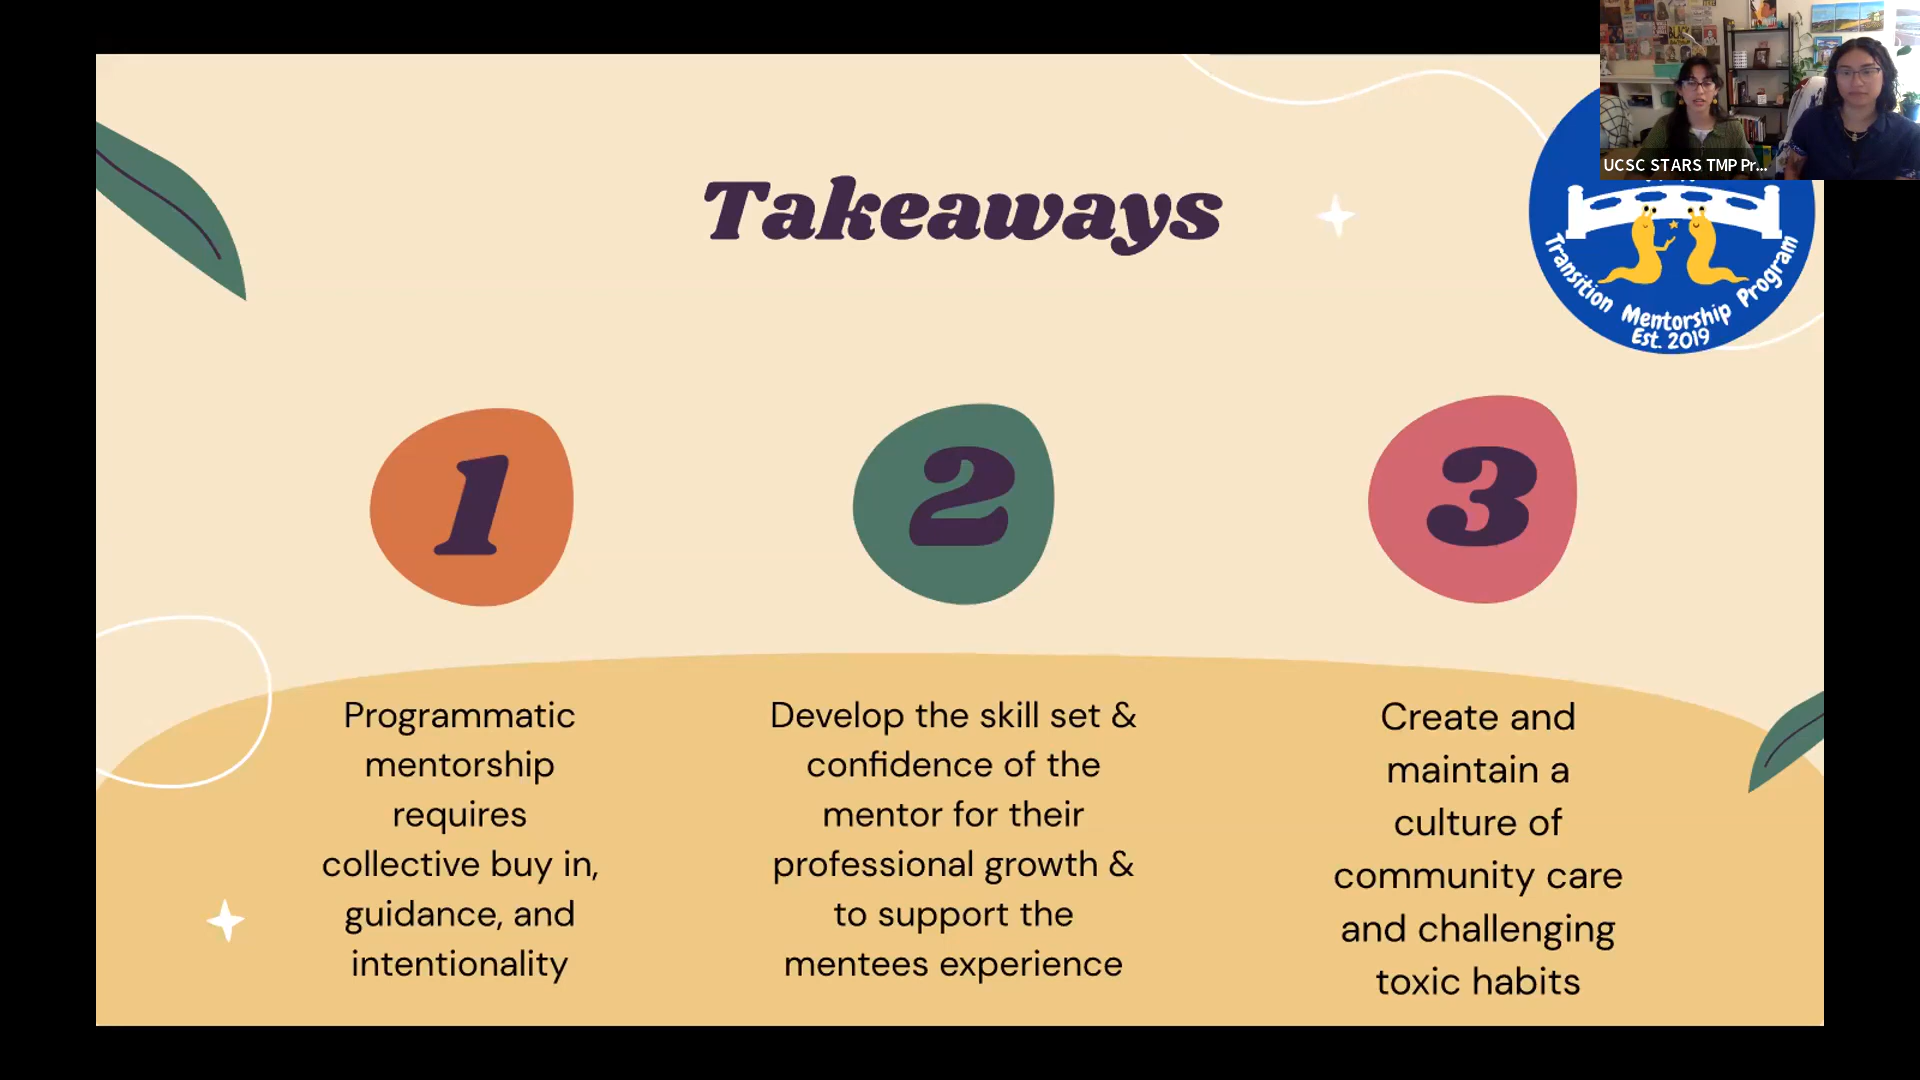 UCSC STARS TMP Pr...
Takeaways
Transition Mentorship Program
Est. 2019
1
2
3
Programmatic
mentorship
requires
collective buy in,
guidance, and
intentionality
Develop the skill set &
confidence of the
mentor for their
professional growth &
to support the
mentees experience
Create and
maintain a
culture of
community care
and challenging
toxic habits